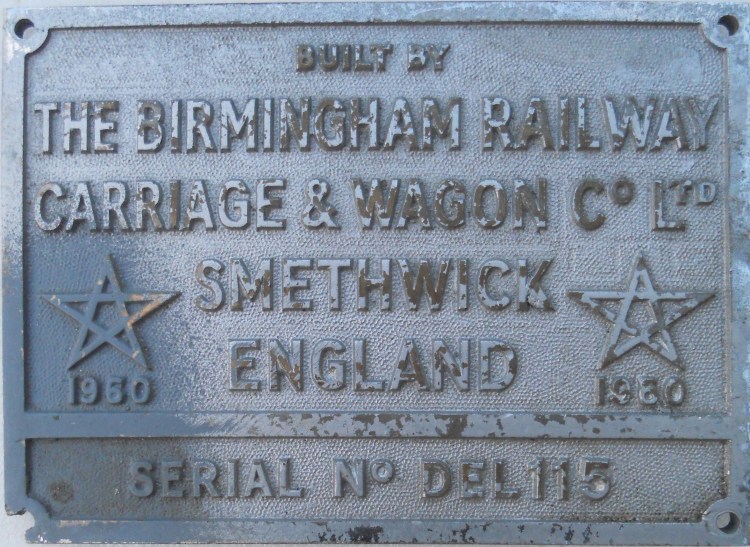 BUILT BY
THE BIRMINGHAM RAILWAY
CARRIAGE & WAGON Cº LTD
SMETHWICK
ENGLAND
1960 1960
SERIAL Nº DEL115